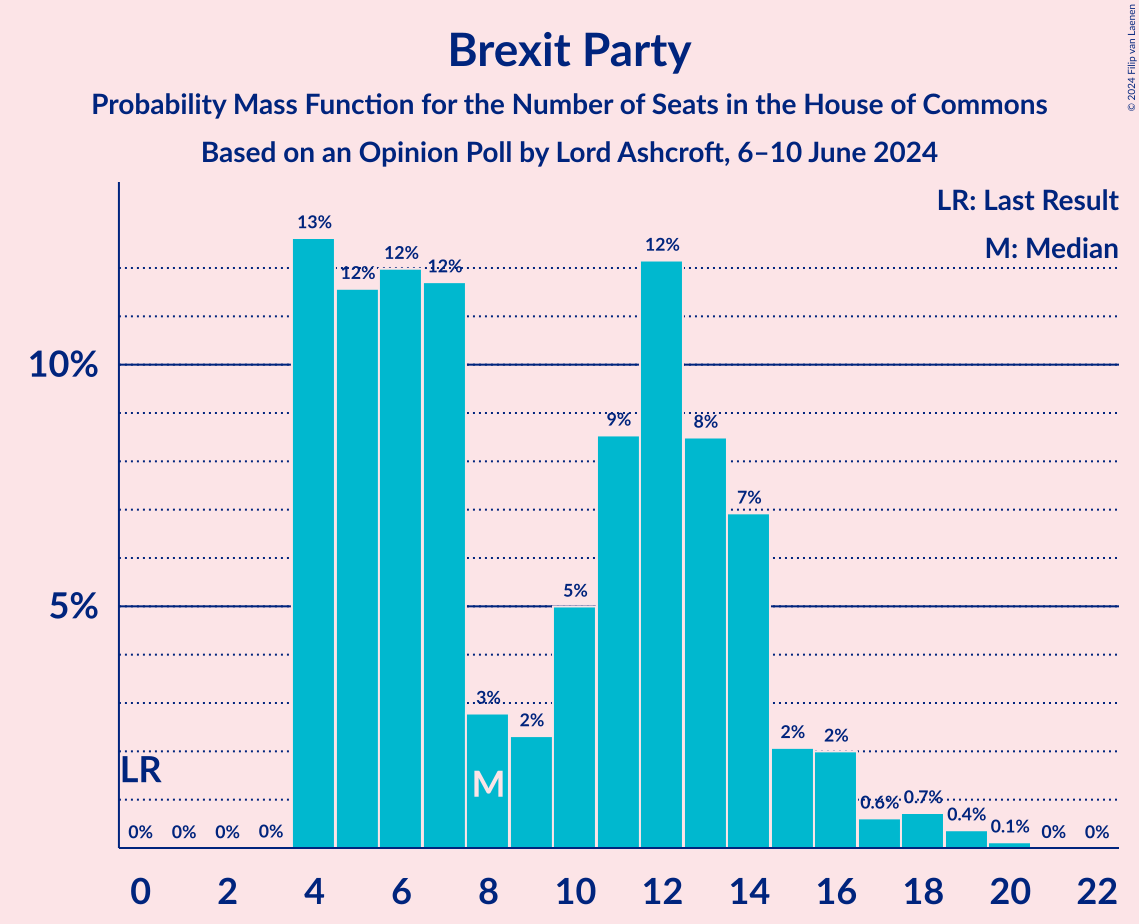 Brexit Party
Probability Mass Function for the Number of Seats in the House of Commons
Based on an Opinion Poll by Lord Ashcroft, 6–10 June 2024
© 2024 Filip van Laenen
LR: Last Result
M: Median
10%
5%
0%
0%
0%
0%
13%
12%
12%
12%
3%
2%
5%
9%
12%
8%
7%
2%
2%
0.6%
0.7%
0.4%
0.1%
0%
0%
LR
M
0 2 4 6 8 10 12 14 16 18 20 22